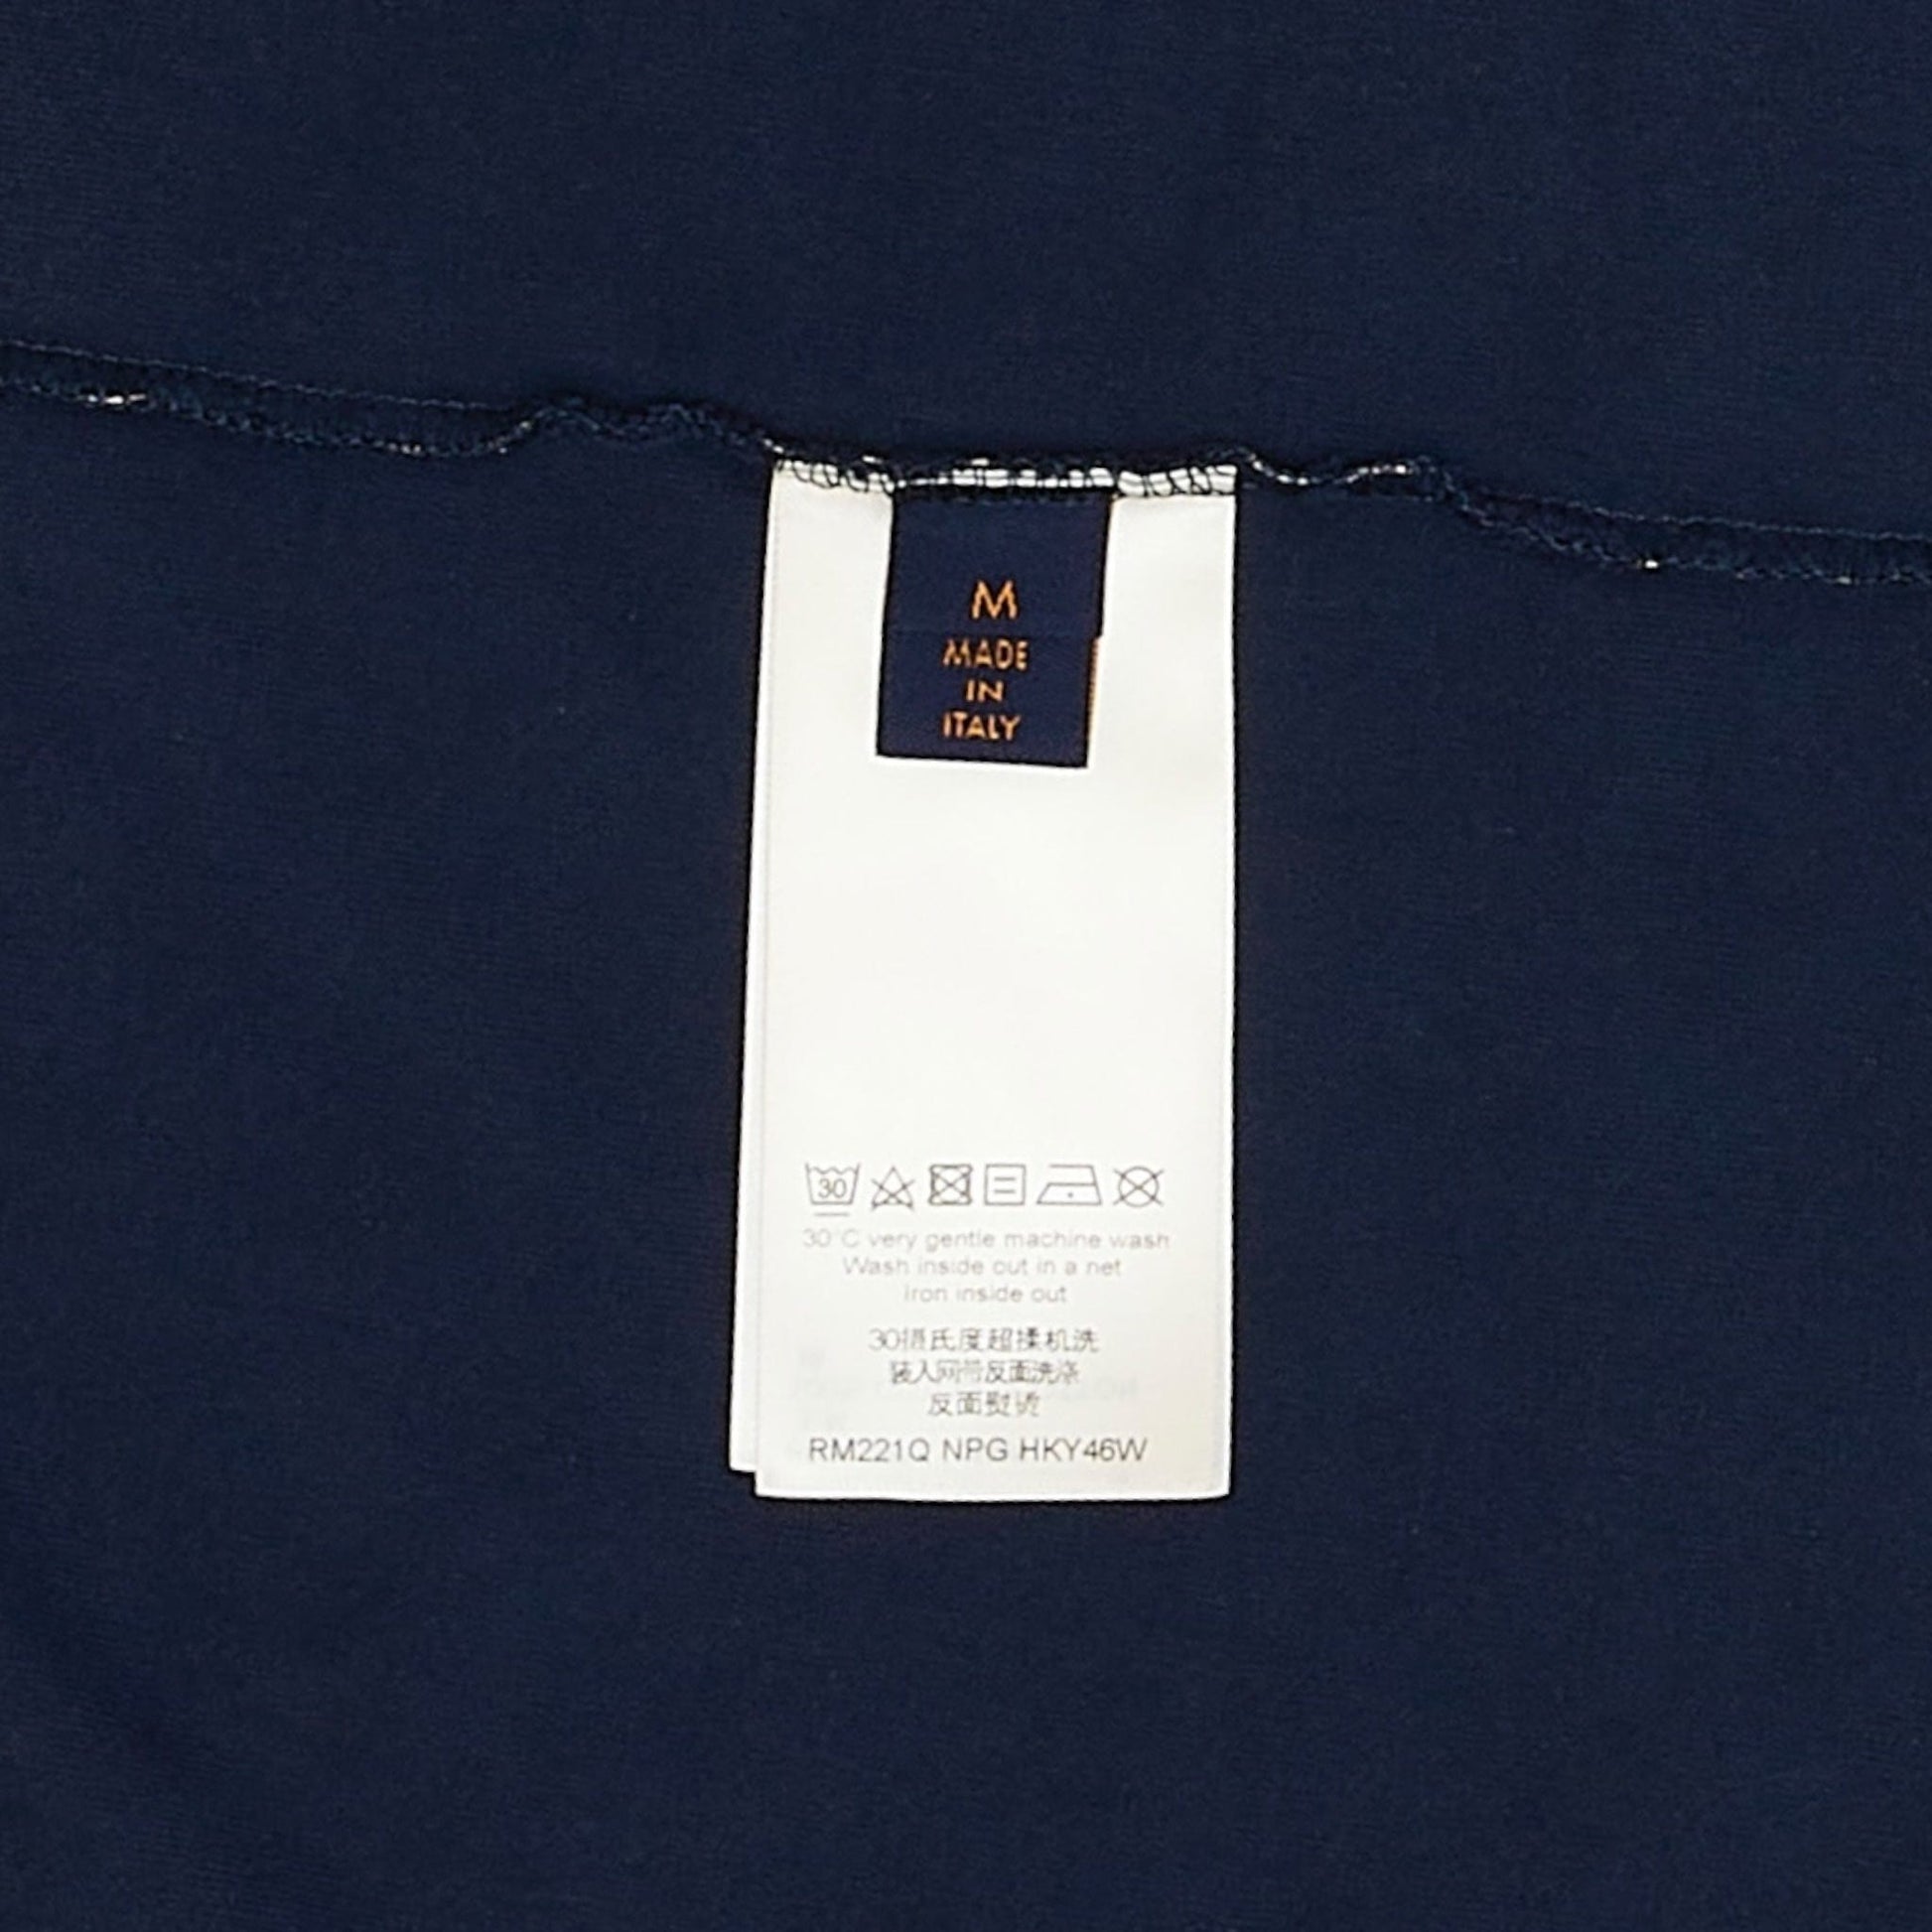 M
MADE
IN
ITALY
30
30°C very gentle machine wash
Wash inside out in a net
Iron inside out
30摄氏度超揉机洗
装入网带反面洗涤
反面熨烫
RM221Q NPG HKY46W